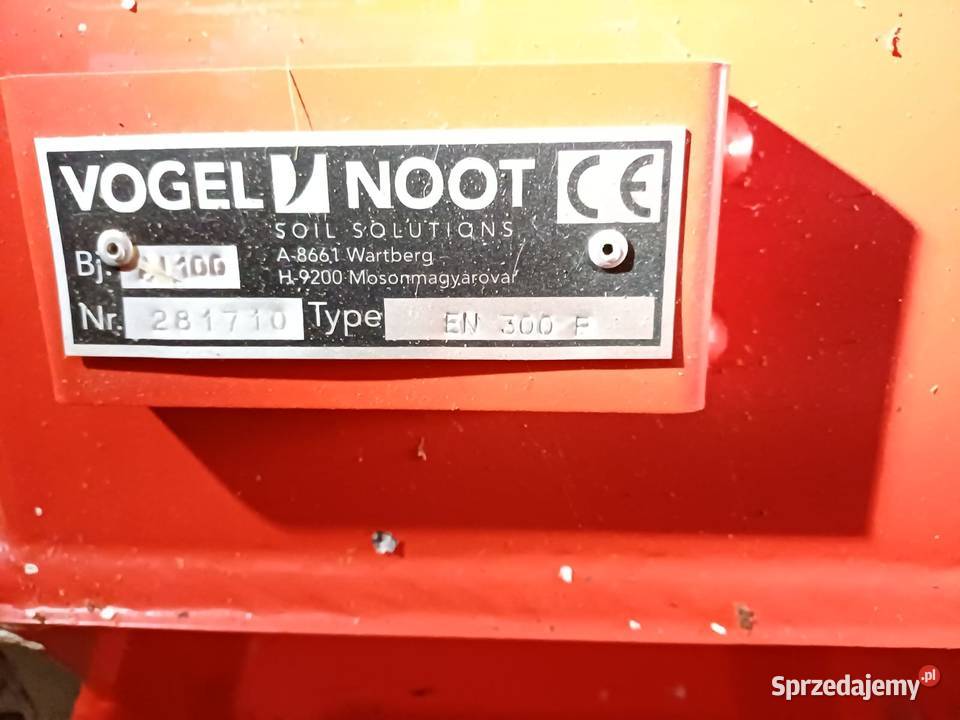 VOGEL NOOT CE
SOIL SOLUTIONS
A-8661 Wartberg
H-9200 Mosonmagyaróvár
Bj.
Nr. 281710 Type EN 300 F
Sprzedajemy.pl